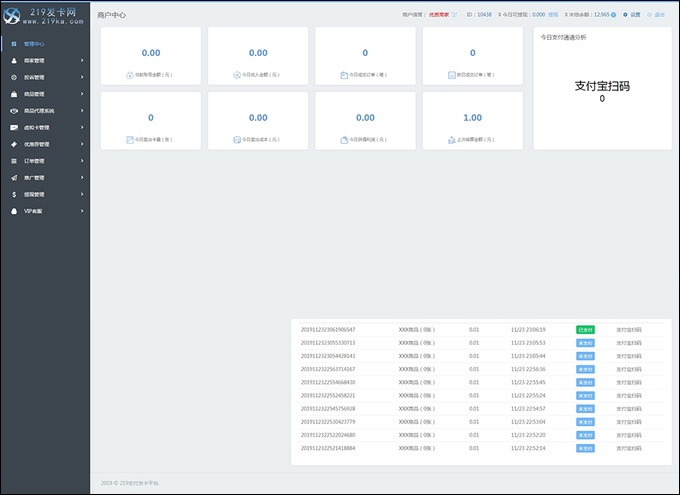 219发卡网
www.219ka.com
商户中心
商户信誉： 优质商家
ID：10438
今日可提现：0.000 提现
未结余额：12.965
设置
退出
管理中心
商家管理
投诉管理
商品管理
商品代理系统
虚拟卡管理
优惠券管理
订单管理
推广管理
提现管理
VIP客服
0.00
当前账号金额（元）
0.00
今日收入金额（元）
0
今日成交订单（笔）
0
昨日成交订单（笔）
0
今日卖出卡量（张）
0.00
今日卖出成本（元）
0.00
今日获得利润（元）
1.00
上次结算金额（元）
今日支付通道分析
支付宝扫码
0
2019112323061906547 XXX商品（0张） 0.01 11/23 23:06:19 已支付 支付宝扫码
2019112323055330713 XXX商品（0张） 0.01 11/23 23:05:53 未支付 支付宝扫码
2019112323054428143 XXX商品（0张） 0.01 11/23 23:05:44 未支付 支付宝扫码
2019112322563714167 XXX商品（0张） 0.01 11/23 22:56:36 未支付 支付宝扫码
2019112322554668410 XXX商品（0张） 0.01 11/23 22:55:45 未支付 支付宝扫码
2019112322552458221 XXX商品（0张） 0.01 11/23 22:55:24 未支付 支付宝扫码
2019112322545756928 XXX商品（0张） 0.01 11/23 22:54:57 未支付 支付宝扫码
2019112322530423779 XXX商品（0张） 0.01 11/23 22:53:04 未支付 支付宝扫码
2019112322522024680 XXX商品（0张） 0.01 11/23 22:52:20 未支付 支付宝扫码
2019112322521418884 XXX商品（0张） 0.01 11/23 22:52:14 未支付 支付宝扫码
2019 © 219支付发卡平台.